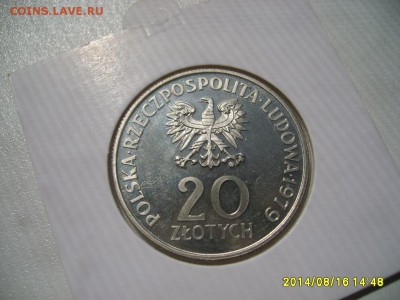 COINS.LAVE.RU
POLSKA·RZECZPOSPOLITA·LUDOWA·1979
20
ZŁOTYCH
2014/08/16 14:48